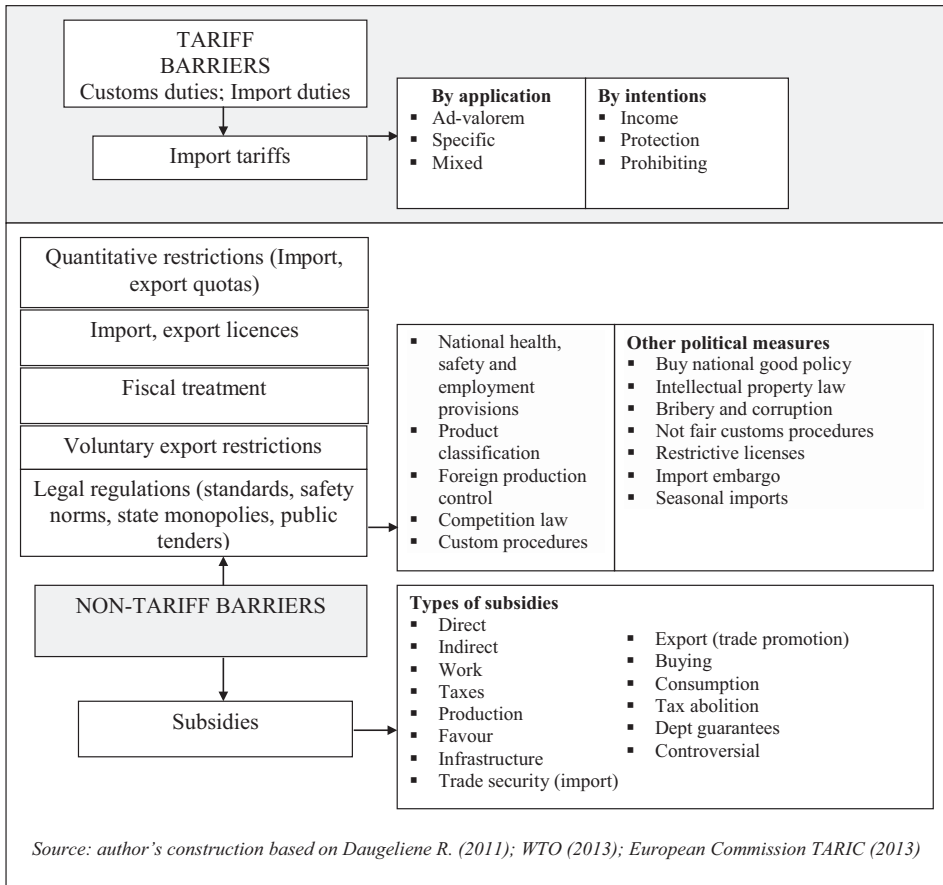 TARIFF
BARRIERS
Customs duties; Import duties
Import tariffs
By application
▪ Ad-valorem
▪ Specific
▪ Mixed
By intentions
▪ Income
▪ Protection
▪ Prohibiting
Quantitative restrictions (Import,
export quotas)
Import, export licences
Fiscal treatment
Voluntary export restrictions
Legal regulations (standards, safety
norms, state monopolies, public
tenders)
▪ National health,
safety and
employment
provisions
▪ Product
classification
▪ Foreign production
control
▪ Competition law
▪ Custom procedures
Other political measures
▪ Buy national good policy
▪ Intellectual property law
▪ Bribery and corruption
▪ Not fair customs procedures
▪ Restrictive licenses
▪ Import embargo
▪ Seasonal imports
NON-TARIFF BARRIERS
Subsidies
Types of subsidies
▪ Direct
▪ Indirect
▪ Work
▪ Taxes
▪ Production
▪ Favour
▪ Infrastructure
▪ Trade security (import)
▪ Export (trade promotion)
▪ Buying
▪ Consumption
▪ Tax abolition
▪ Dept guarantees
▪ Controversial
Source: author's construction based on Daugeliene R. (2011); WTO (2013); European Commission TARIC (2013)